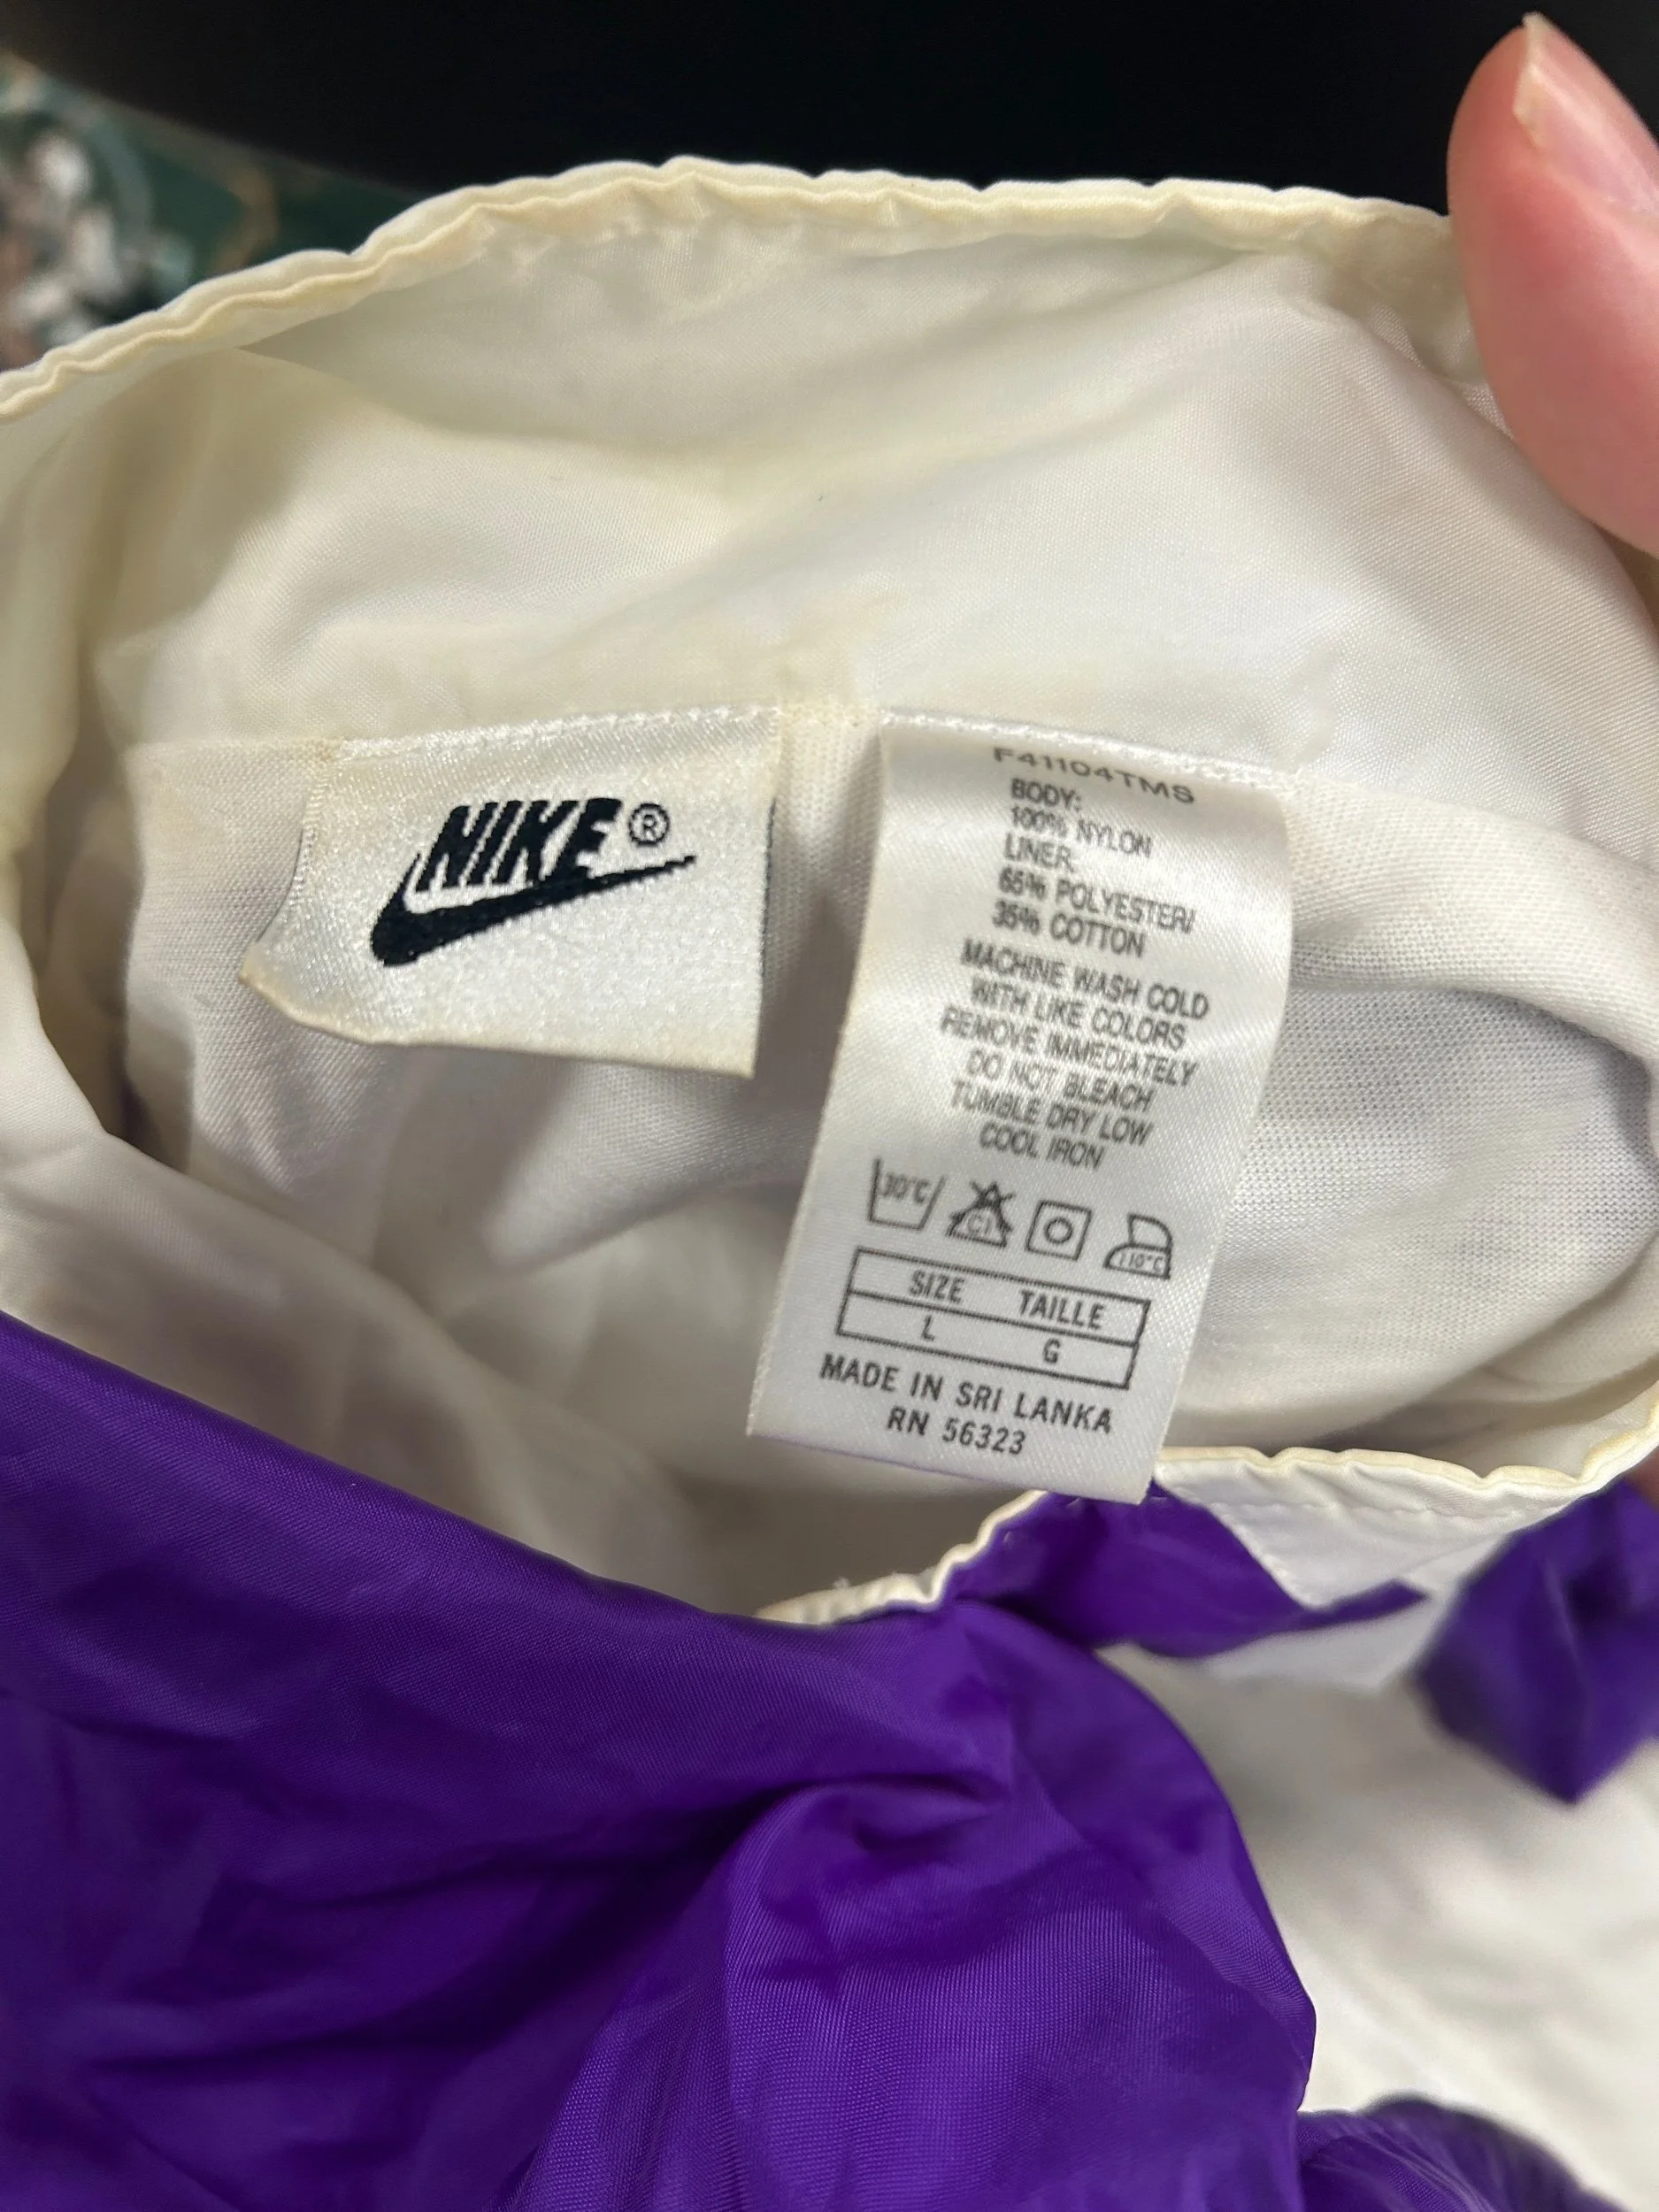 NIKE®
F41104TMS
BODY:
100% NYLON
LINER:
65% POLYESTER/
35% COTTON
MACHINE WASH COLD
WITH LIKE COLORS
REMOVE IMMEDIATELY
DO NOT BLEACH
TUMBLE DRY LOW
COOL IRON
30°C Cl 110°C
SIZE TAILLE
L G
MADE IN SRI LANKA
RN 56323